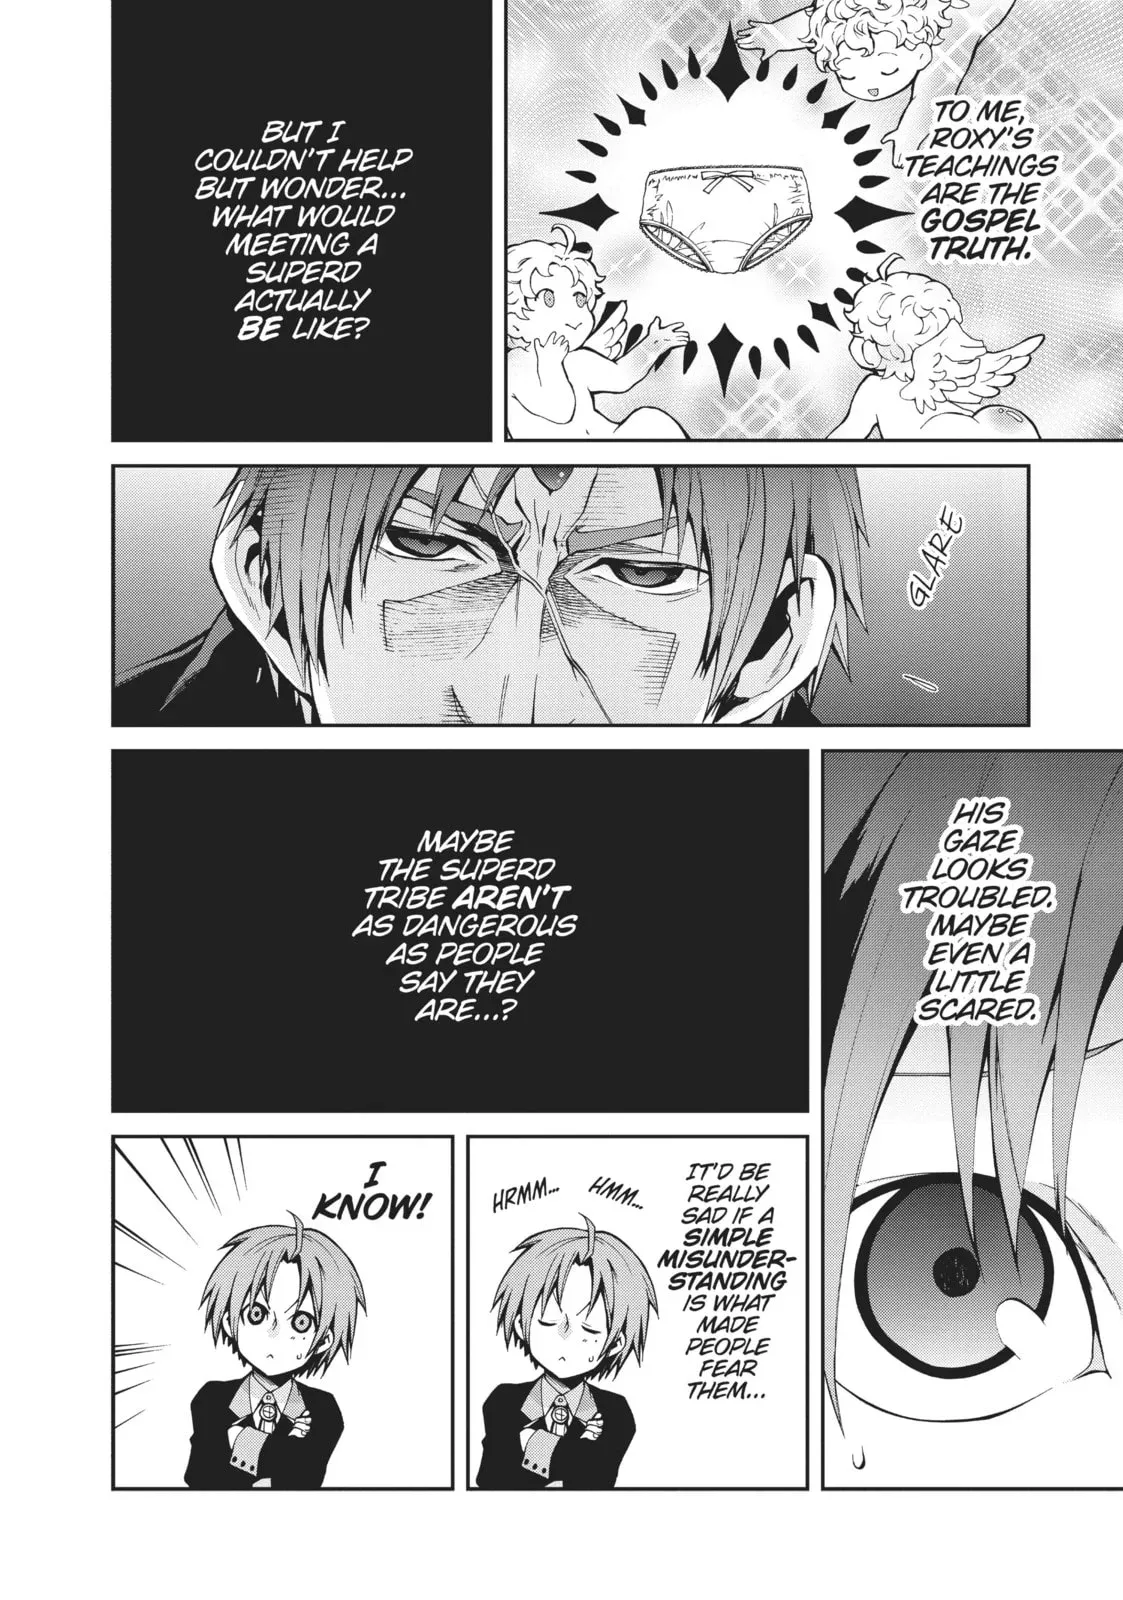 TO ME,
ROXY'S
TEACHINGS
ARE THE
GOSPEL
TRUTH.
BUT I
COULDN'T HELP
BUT WONDER...
WHAT WOULD
MEETING A
SUPERD
ACTUALLY
BE LIKE?
GLARE
HIS
GAZE
LOOKS
TROUBLED.
MAYBE
EVEN A
LITTLE
SCARED.
MAYBE
THE SUPERD
TRIBE AREN'T
AS DANGEROUS
AS PEOPLE
SAY THEY
ARE...?
IT'D BE
REALLY
SAD IF A
SIMPLE
MISUNDER-
STANDING
IS WHAT
MADE
PEOPLE
FEAR
THEM...
HMM...
HRMM...
I
KNOW!